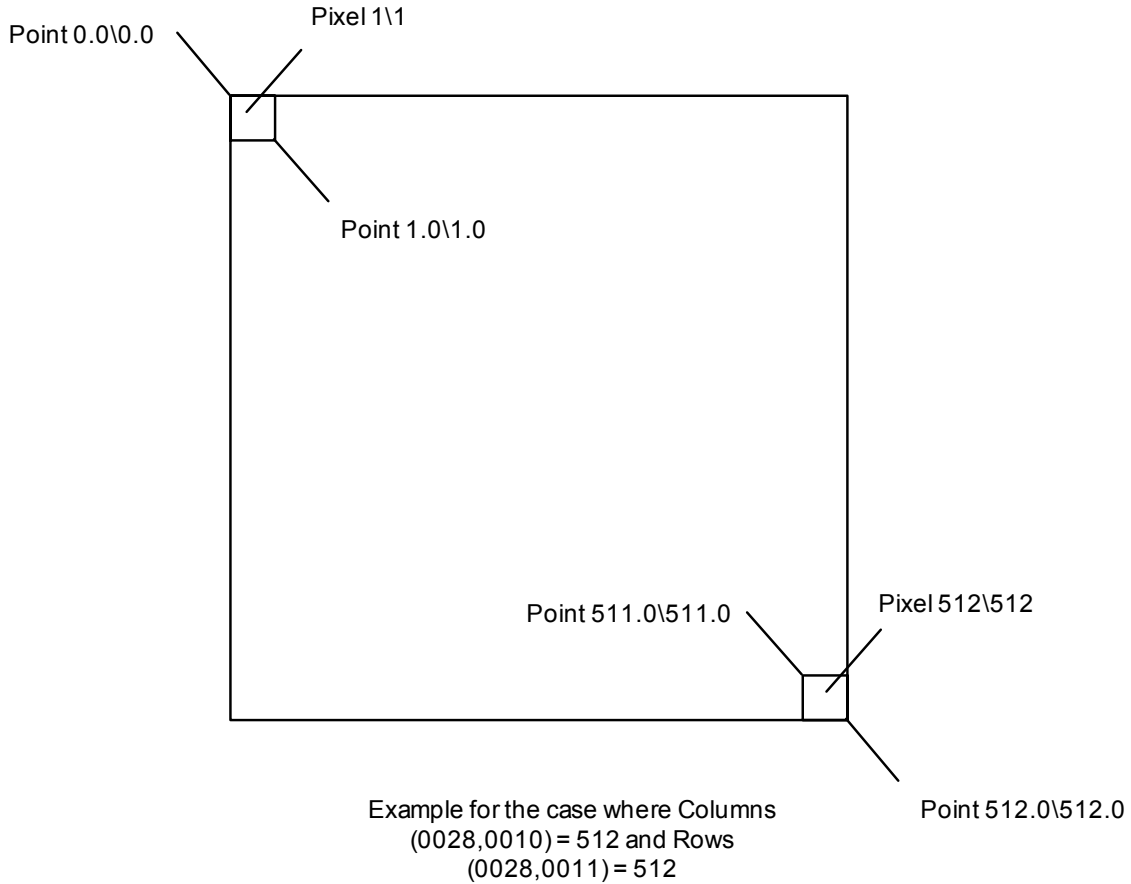 Pixel 1\1
Point 0.0\0.0
Point 1.0\1.0
Pixel 512\512
Point 511.0\511.0
Point 512.0\512.0
Example for the case where Columns
(0028,0010) = 512 and Rows
(0028,0011) = 512